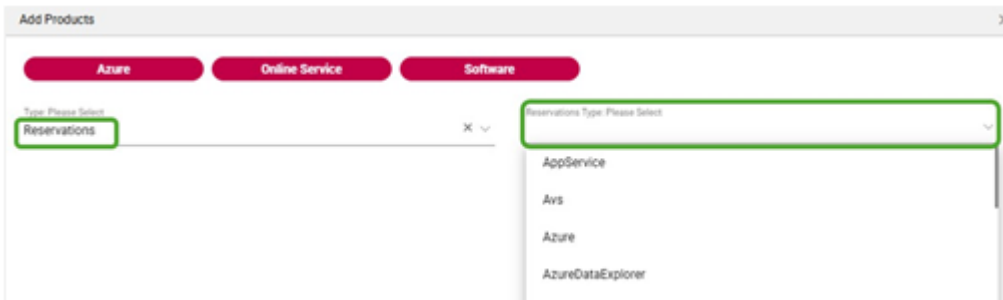 Add Products
Azure Online Service Software
Type: Please Select
Reservations
Reservations Type: Please Select
AppService
Avs
Azure
AzureDataExplorer